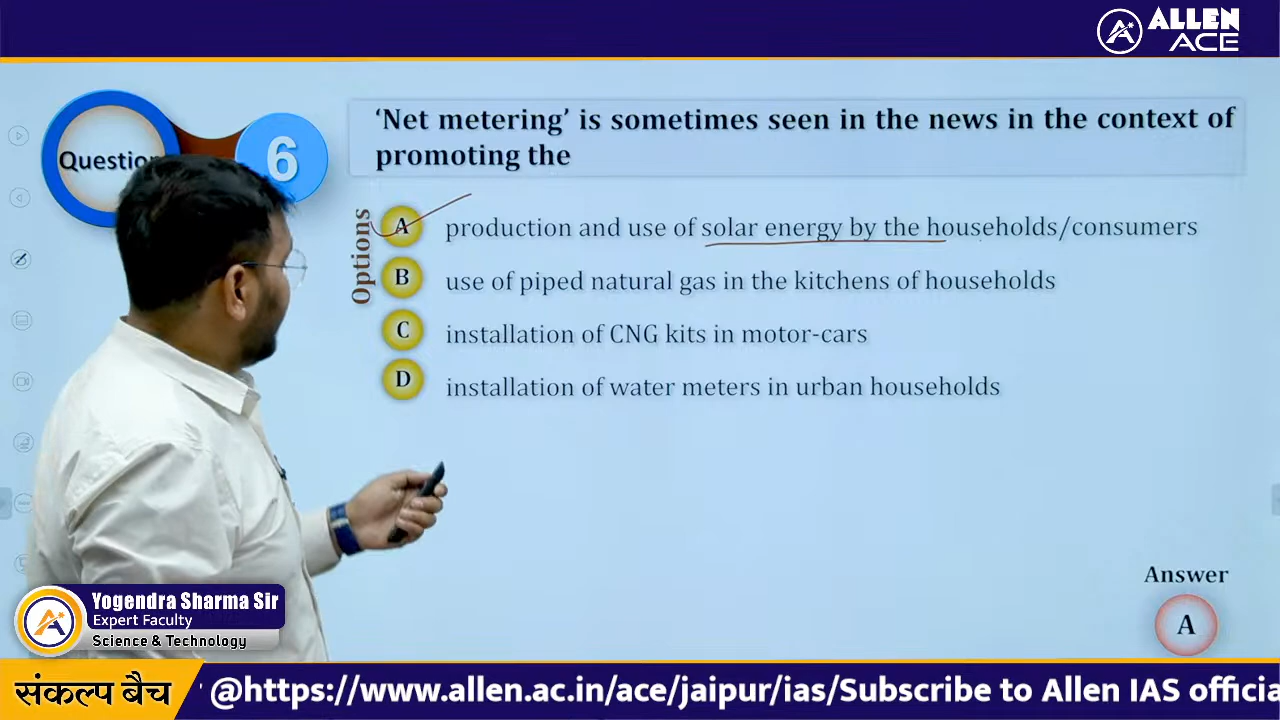 ALLEN
ACE
Question
6
‘Net metering’ is sometimes seen in the news in the context of
promoting the
Options
A production and use of solar energy by the households/consumers
B use of piped natural gas in the kitchens of households
C installation of CNG kits in motor-cars
D installation of water meters in urban households
Answer
A
Yogendra Sharma Sir
Expert Faculty
Science & Technology
संकल्प बैच
@https://www.allen.ac.in/ace/jaipur/ias/Subscribe to Allen IAS